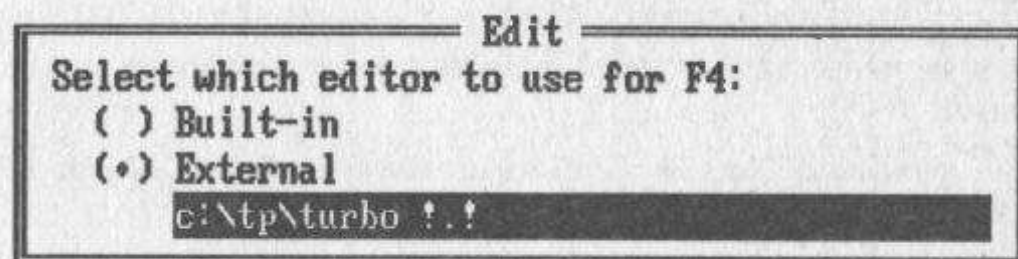 Edit
Select which editor to use for F4:
( ) Built-in
(•) External
c:\tp\turbo !.!